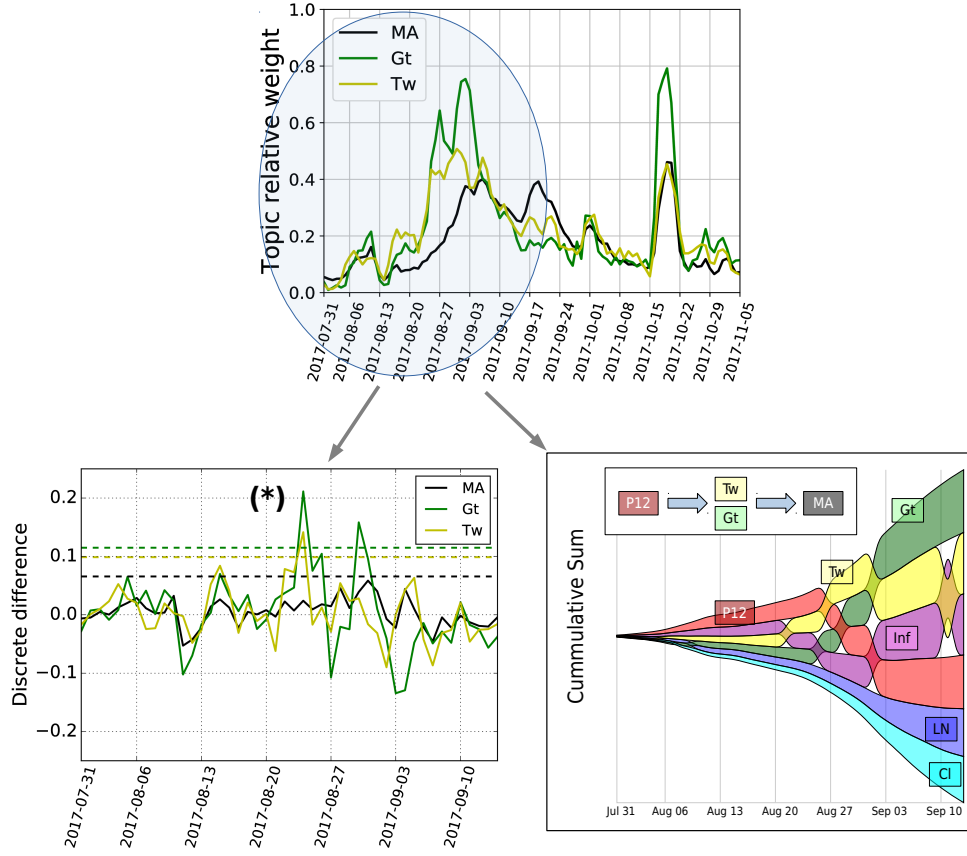 Topic relative weight
1.0
0.8
0.6
0.4
0.2
0.0
MA
Gt
Tw
2017-07-31
2017-08-06
2017-08-13
2017-08-20
2017-08-27
2017-09-03
2017-09-10
2017-09-17
2017-09-24
2017-10-01
2017-10-08
2017-10-15
2017-10-22
2017-10-29
2017-11-05
Discrete difference
0.2
0.1
0.0
−0.1
−0.2
(*)
MA
Gt
Tw
2017-07-31
2017-08-06
2017-08-13
2017-08-20
2017-08-27
2017-09-03
2017-09-10
Cummulative Sum
P12
Tw
Gt
MA
Gt
Tw
P12
Inf
LN
Cl
Jul 31
Aug 06
Aug 13
Aug 20
Aug 27
Sep 03
Sep 10